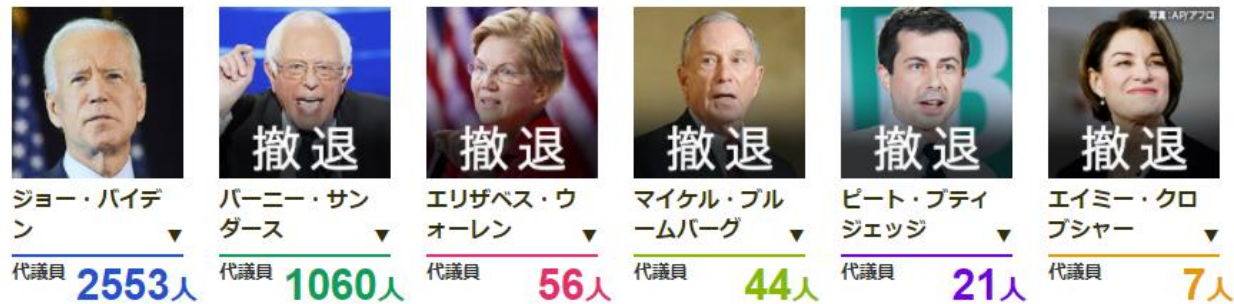 写真:AP/アフロ
撤退
撤退
撤退
撤退
撤退
ジョー・バイデ
ン ▼
バーニー・サン
ダース ▼
エリザベス・ウ
ォーレン ▼
マイケル・ブル
ームバーグ ▼
ピート・ブティ
ジェッジ ▼
エイミー・クロ
ブシャー ▼
代議員 2553人
代議員 1060人
代議員 56人
代議員 44人
代議員 21人
代議員 7人